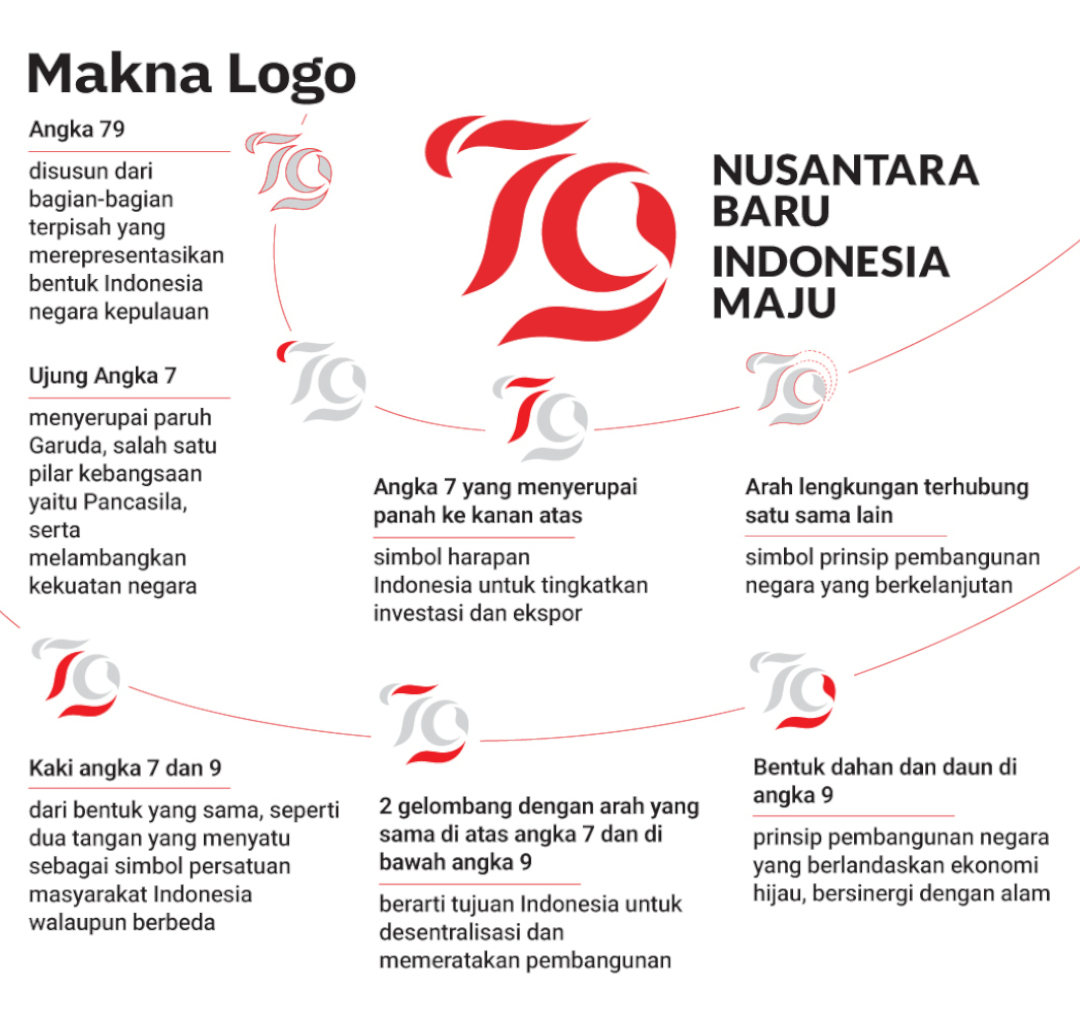 Makna Logo
Angka 79
disusun dari
bagian-bagian
terpisah yang
merepresentasikan
bentuk Indonesia
negara kepulauan
79
NUSANTARA
BARU
INDONESIA
MAJU
Ujung Angka 7
menyerupai paruh
Garuda, salah satu
pilar kebangsaan
yaitu Pancasila,
serta
melambangkan
kekuatan negara
Angka 7 yang menyerupai
panah ke kanan atas
simbol harapan
Indonesia untuk tingkatkan
investasi dan ekspor
Arah lengkungan terhubung
satu sama lain
simbol prinsip pembangunan
negara yang berkelanjutan
Kaki angka 7 dan 9
dari bentuk yang sama, seperti
dua tangan yang menyatu
sebagai simbol persatuan
masyarakat Indonesia
walaupun berbeda
2 gelombang dengan arah yang
sama di atas angka 7 dan di
bawah angka 9
berarti tujuan Indonesia untuk
desentralisasi dan
memeratakan pembangunan
Bentuk dahan dan daun di
angka 9
prinsip pembangunan negara
yang berlandaskan ekonomi
hijau, bersinergi dengan alam